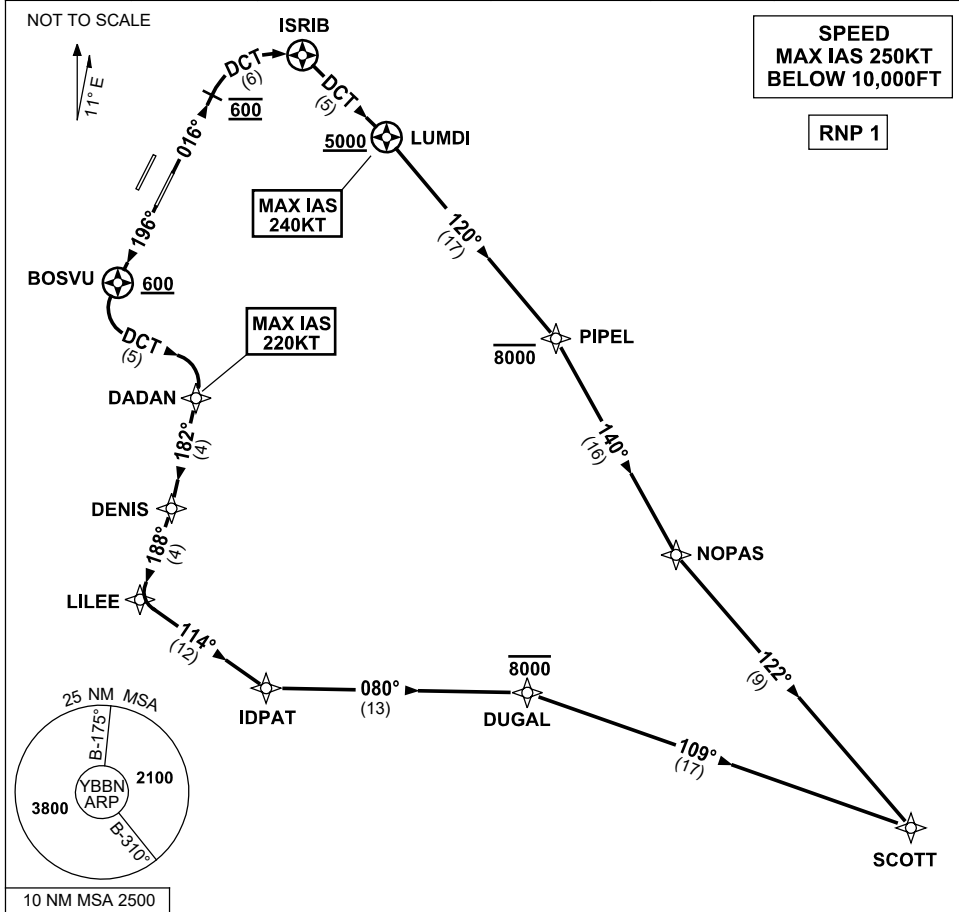 NOT TO SCALE
11° E
SPEED
MAX IAS 250KT
BELOW 10,000FT
RNP 1
ISRIB
DCT
(6)
600
DCT
(5)
5000
LUMDI
MAX IAS
240KT
016°
196°
BOSVU
600
DCT
(5)
MAX IAS
220KT
DADAN
182°
(4)
DENIS
188°
(4)
LILEE
114°
(12)
IDPAT
080°
(13)
8000
DUGAL
109°
(17)
120°
(17)
PIPEL
8000
140°
(16)
NOPAS
122°
(9)
SCOTT
25 NM MSA
B-175°
YBBN
ARP
2100
3800
B-310°
10 NM MSA 2500